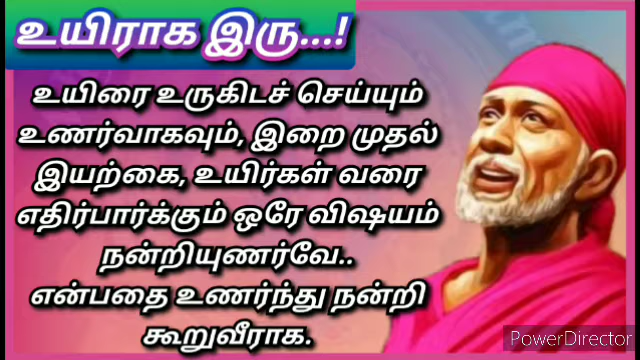 உயிராக இரு...!
உயிரை உருகிடச் செய்யும்
உணர்வாகவும், இறை முதல்
இயற்கை, உயிர்கள் வரை
எதிர்பார்க்கும் ஒரே விஷயம்
நன்றியுணர்வே..
என்பதை உணர்ந்து நன்றி
கூறுவீராக.
PowerDirector